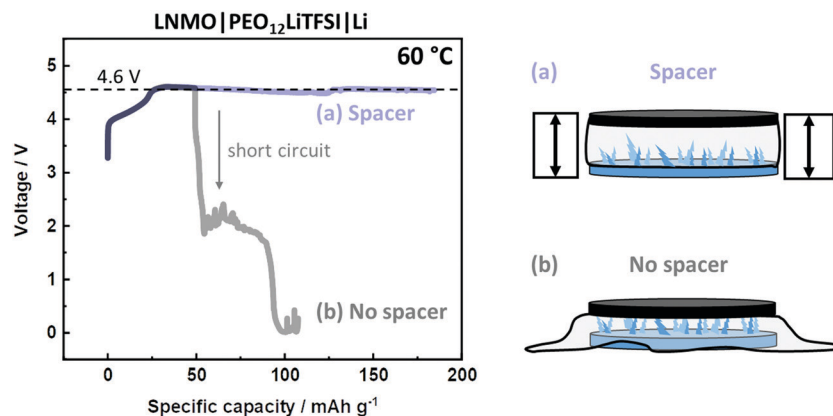 LNMO|PEO₁₂LiTFSI|Li
60 °C
4.6 V
(a) Spacer
short circuit
(b) No spacer
Voltage / V
5
4
3
2
1
0
0 50 100 150 200
Specific capacity / mAh g⁻¹
(a) Spacer
(b) No spacer